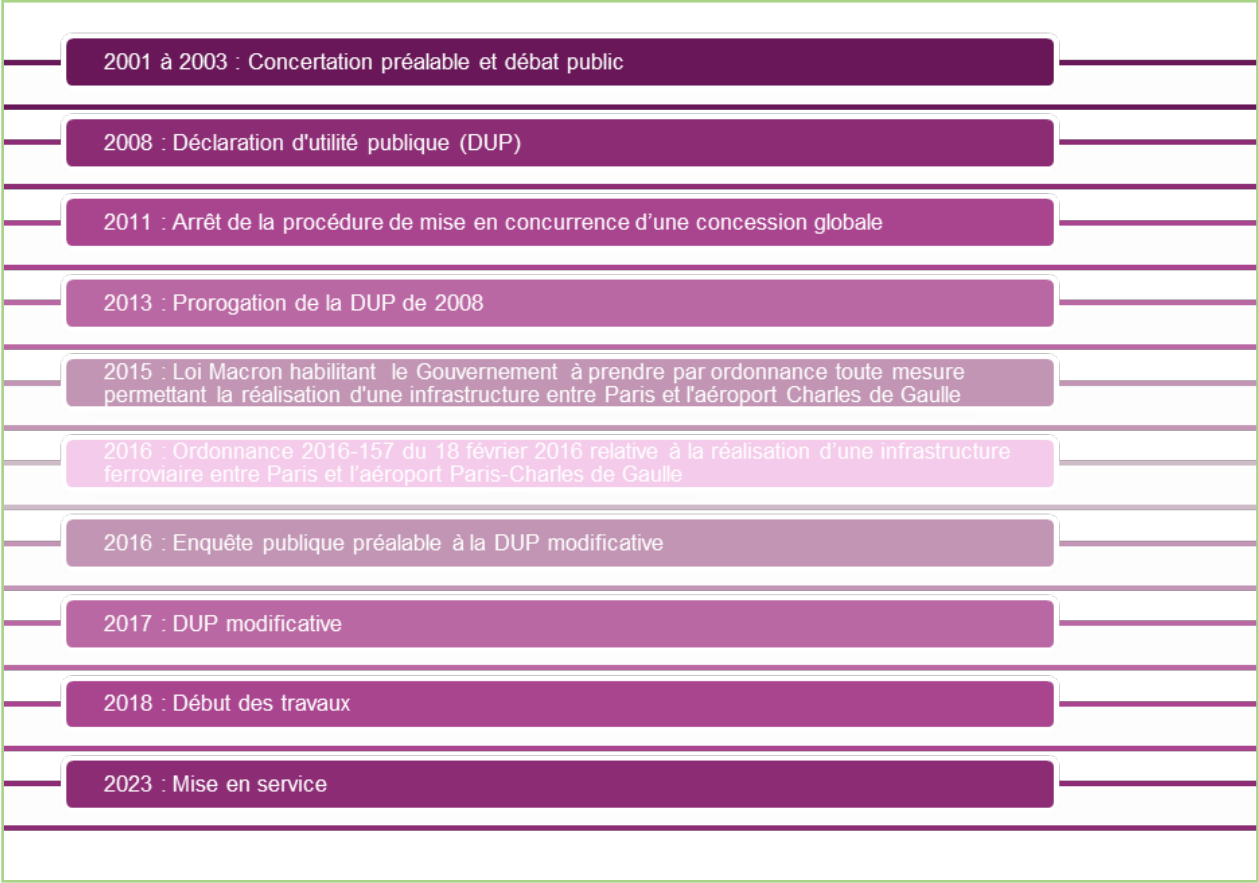 2001 à 2003 : Concertation préalable et débat public
2008 : Déclaration d'utilité publique (DUP)
2011 : Arrêt de la procédure de mise en concurrence d’une concession globale
2013 : Prorogation de la DUP de 2008
2015 : Loi Macron habilitant le Gouvernement à prendre par ordonnance toute mesure
permettant la réalisation d'une infrastructure entre Paris et l'aéroport Charles de Gaulle
2016 : Ordonnance 2016-157 du 18 février 2016 relative à la réalisation d’une infrastructure
ferroviaire entre Paris et l’aéroport Paris-Charles de Gaulle
2016 : Enquête publique préalable à la DUP modificative
2017 : DUP modificative
2018 : Début des travaux
2023 : Mise en service